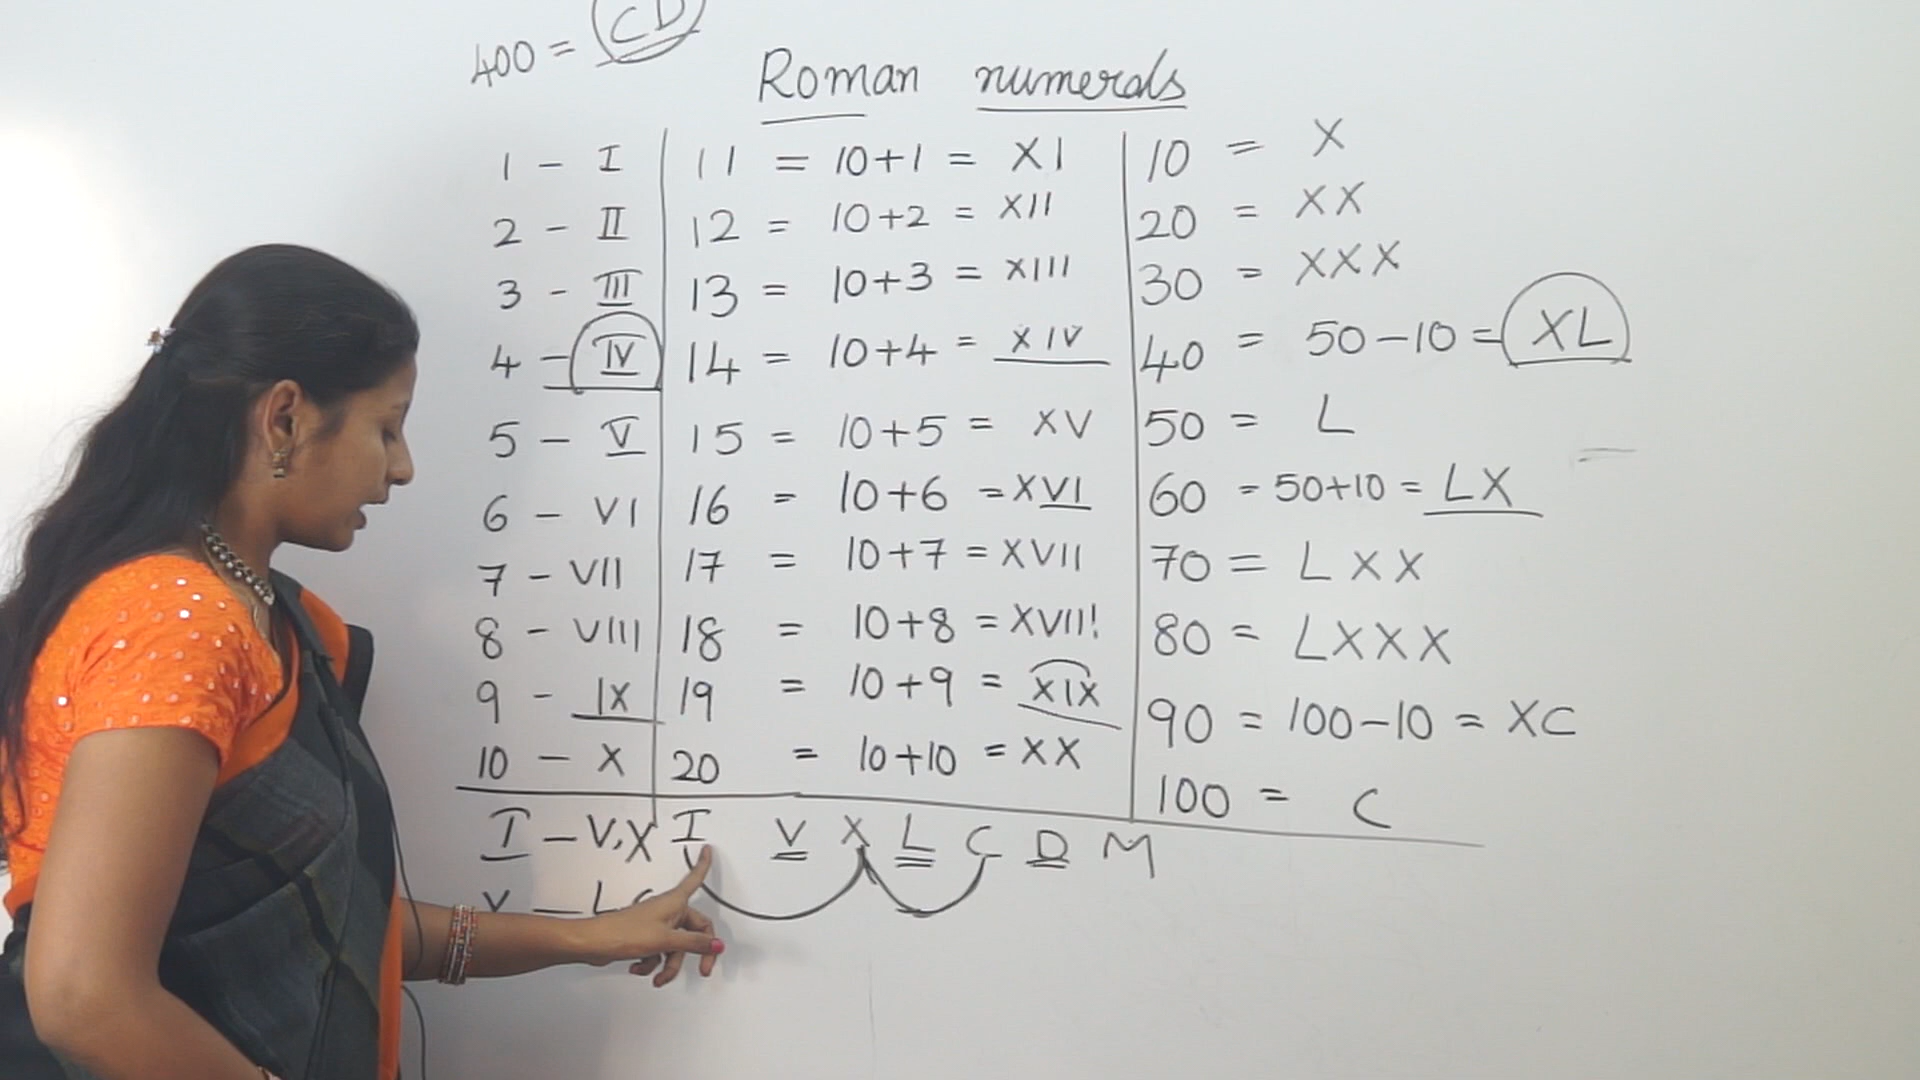 400 = CD
Roman numerals
1 - I
2 - II
3 - III
4 - IV
5 - V
6 - VI
7 - VII
8 - VIII
9 - IX
10 - X
11 = 10+1 = XI
12 = 10+2 = XII
13 = 10+3 = XIII
14 = 10+4 = XIV
15 = 10+5 = XV
16 = 10+6 = XVI
17 = 10+7 = XVII
18 = 10+8 = XVIII
19 = 10+9 = XIX
20 = 10+10 = XX
10 = X
20 = XX
30 = XXX
40 = 50-10 = XL
50 = L
60 = 50+10 = LX
70 = LXX
80 = LXXX
90 = 100-10 = XC
100 = C
I - V, X
I V X L C D M